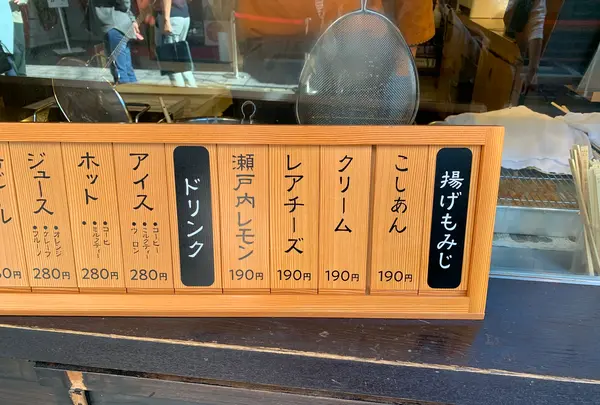 揚げもみじ
こしあん
190円
クリーム
190円
レアチーズ
190円
瀬戸内レモン
190円
ドリンク
アイス
•コーヒー
•ミルクティー
280円
ホット
•コーヒー
•ミルクティー
280円
ジュース
•オレンジ
•グレープ
280円